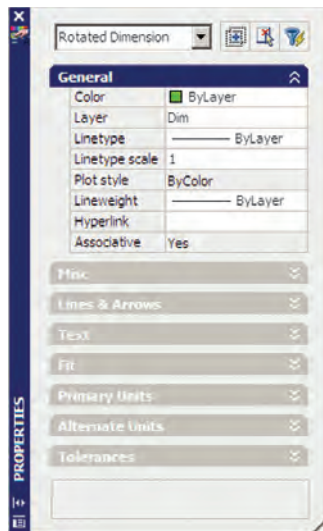 Rotated Dimension
General
Color ByLayer
Layer Dim
Linetype ByLayer
Linetype scale 1
Plot style ByColor
Lineweight ByLayer
Hyperlink
Associative Yes
Misc
Lines & Arrows
Text
Fit
Primary Units
Alternate Units
Tolerances
PROPERTIES